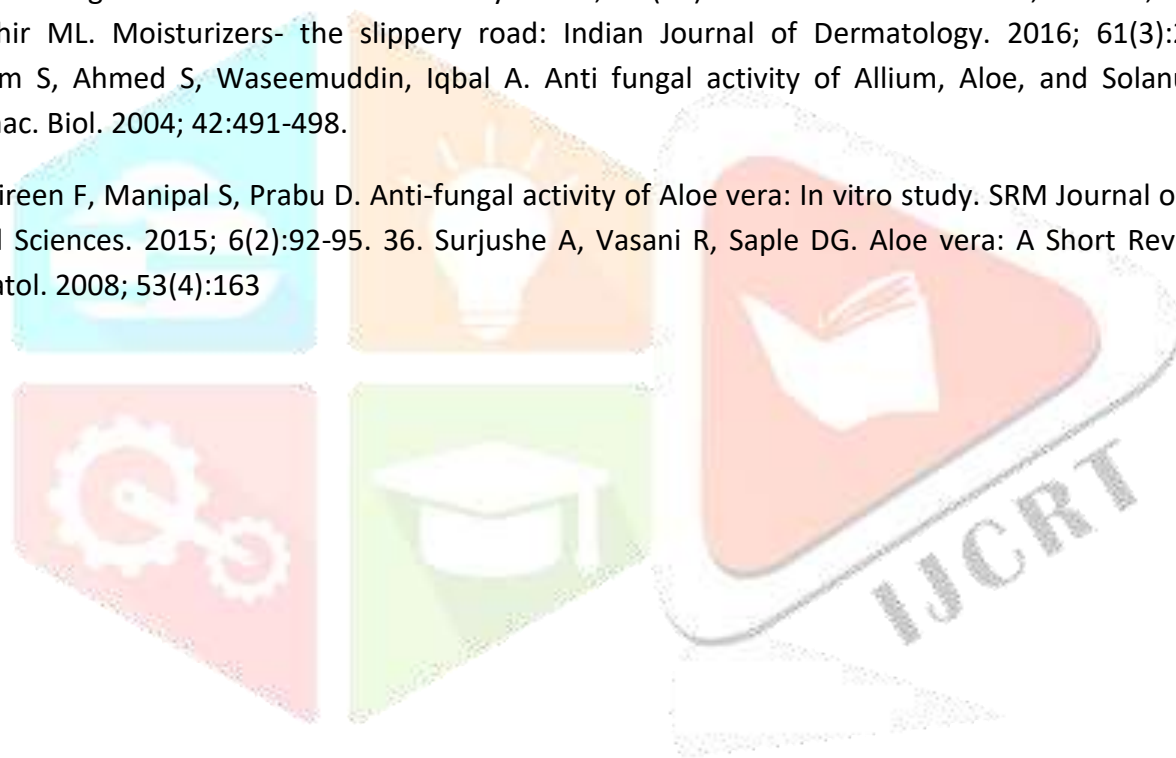 hir ML. Moisturizers- the slippery road: Indian Journal of Dermatology. 2016; 61(3):
m S, Ahmed S, Waseemuddin, Iqbal A. Anti fungal activity of Allium, Aloe, and Solan
ac. Biol. 2004; 42:491-498.
ireen F, Manipal S, Prabu D. Anti-fungal activity of Aloe vera: In vitro study. SRM Journal o
l Sciences. 2015; 6(2):92-95. 36. Surjushe A, Vasani R, Saple DG. Aloe vera: A Short Rev
atol. 2008; 53(4):163
IJCRT